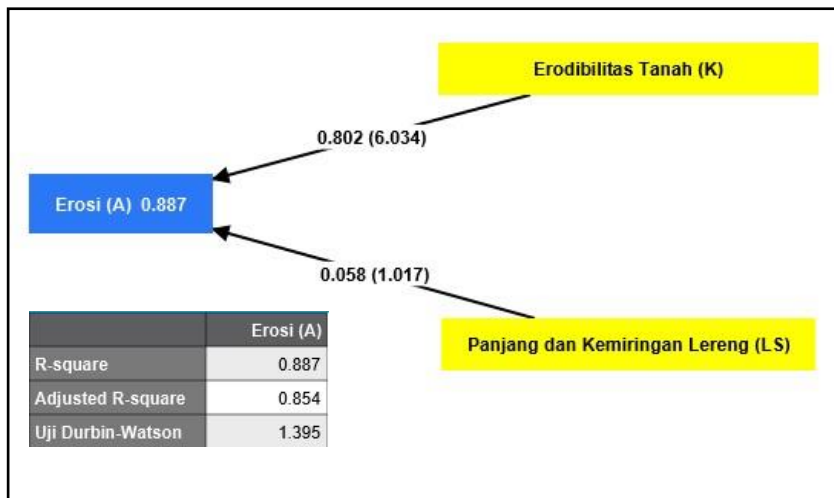 Erodibilitas Tanah (K)
0.802 (6.034)
Erosi (A) 0.887
0.058 (1.017)
Panjang dan Kemiringan Lereng (LS)
Erosi (A)
R-square 0.887
Adjusted R-square 0.854
Uji Durbin-Watson 1.395